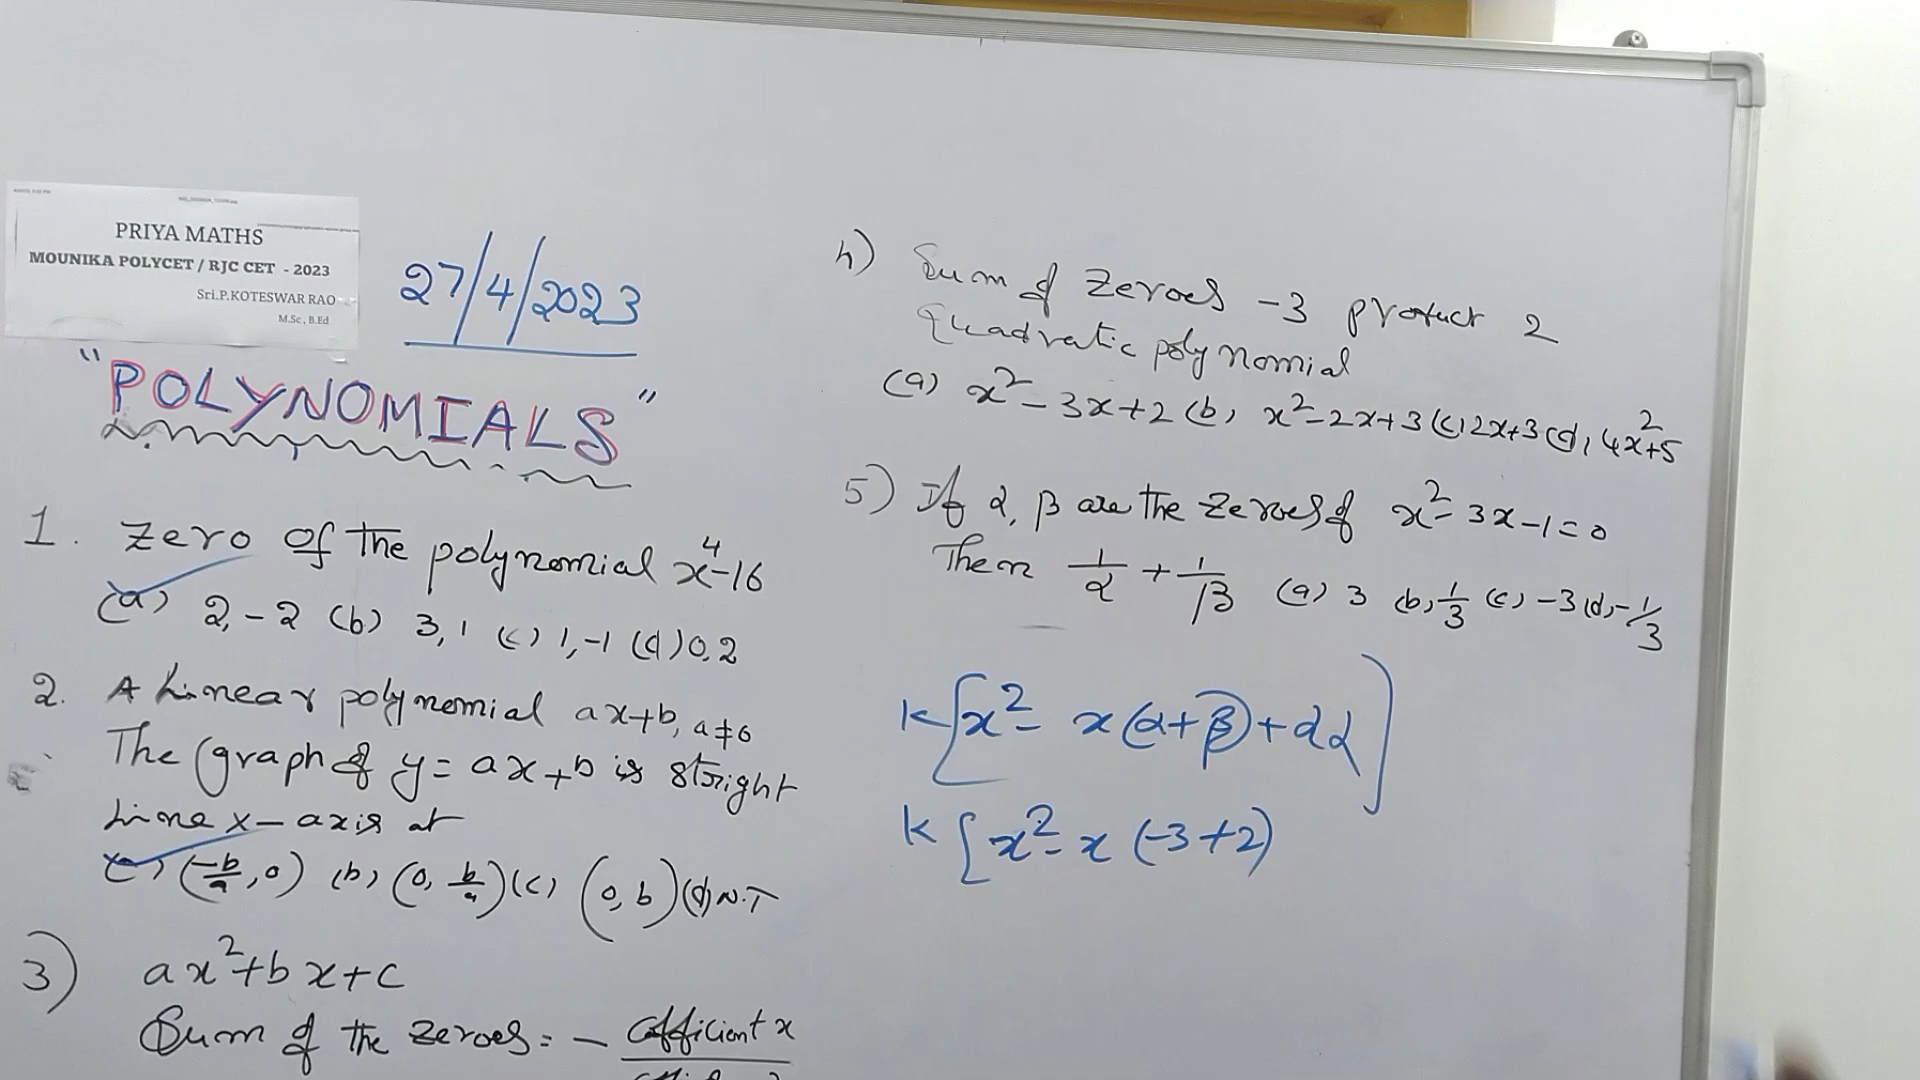 PRIYA MATHS
MOUNIKA POLYCET / RJC CET - 2023
Sri.P.KOTESWAR RAO
M.Sc, B.Ed
27/4/2023
"POLYNOMIALS"
1. Zero of the polynomial x⁴-16
(a) 2, -2 (b) 3, 1 (c) 1, -1 (d) 0, 2
2. A Linear polynomial ax+b, a≠0
The graph of y = ax+b is stright
Line x-axis at
(-b/a, 0) (b) (0, b/a) (c) (0, b) (d) N.T
3) ax²+bx+c
Sum of the zeroes = - Cofficient x
4) Sum of zeroes -3 product 2
Quadratic polynomial
(a) x²-3x+2 (b) x²-2x+3 (c) 2x+3 (d) 4x²+5
5) If α, β are the zeroes of x²-3x-1=0
Then 1/α + 1/β (a) 3 (b) 1/3 (c) -3 (d) -1/3
K[x²- x(α+β)+αα]
K[x²- x(-3+2)